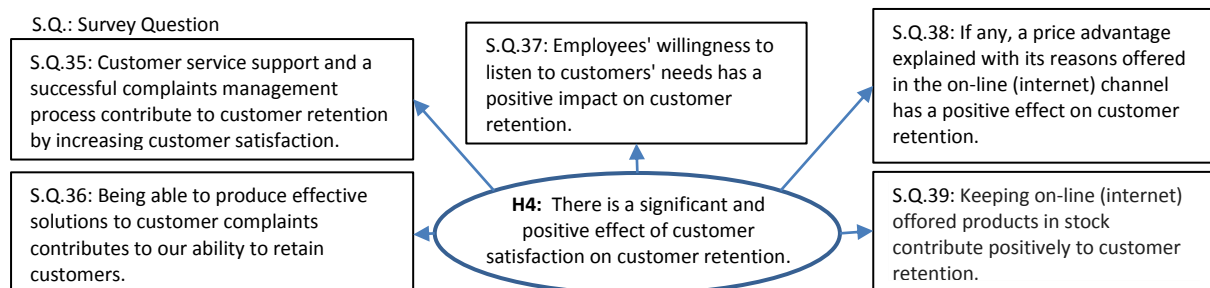 S.Q.: Survey Question
S.Q.35: Customer service support and a
successful complaints management
process contribute to customer retention
by increasing customer satisfaction.
S.Q.37: Employees' willingness to
listen to customers' needs has a
positive impact on customer
retention.
S.Q.38: If any, a price advantage
explained with its reasons offered
in the on-line (internet) channel
has a positive effect on customer
retention.
S.Q.36: Being able to produce effective
solutions to customer complaints
contributes to our ability to retain
customers.
H4: There is a significant and
positive effect of customer
satisfaction on customer retention.
S.Q.39: Keeping on-line (internet)
offored products in stock
contribute positively to customer
retention.